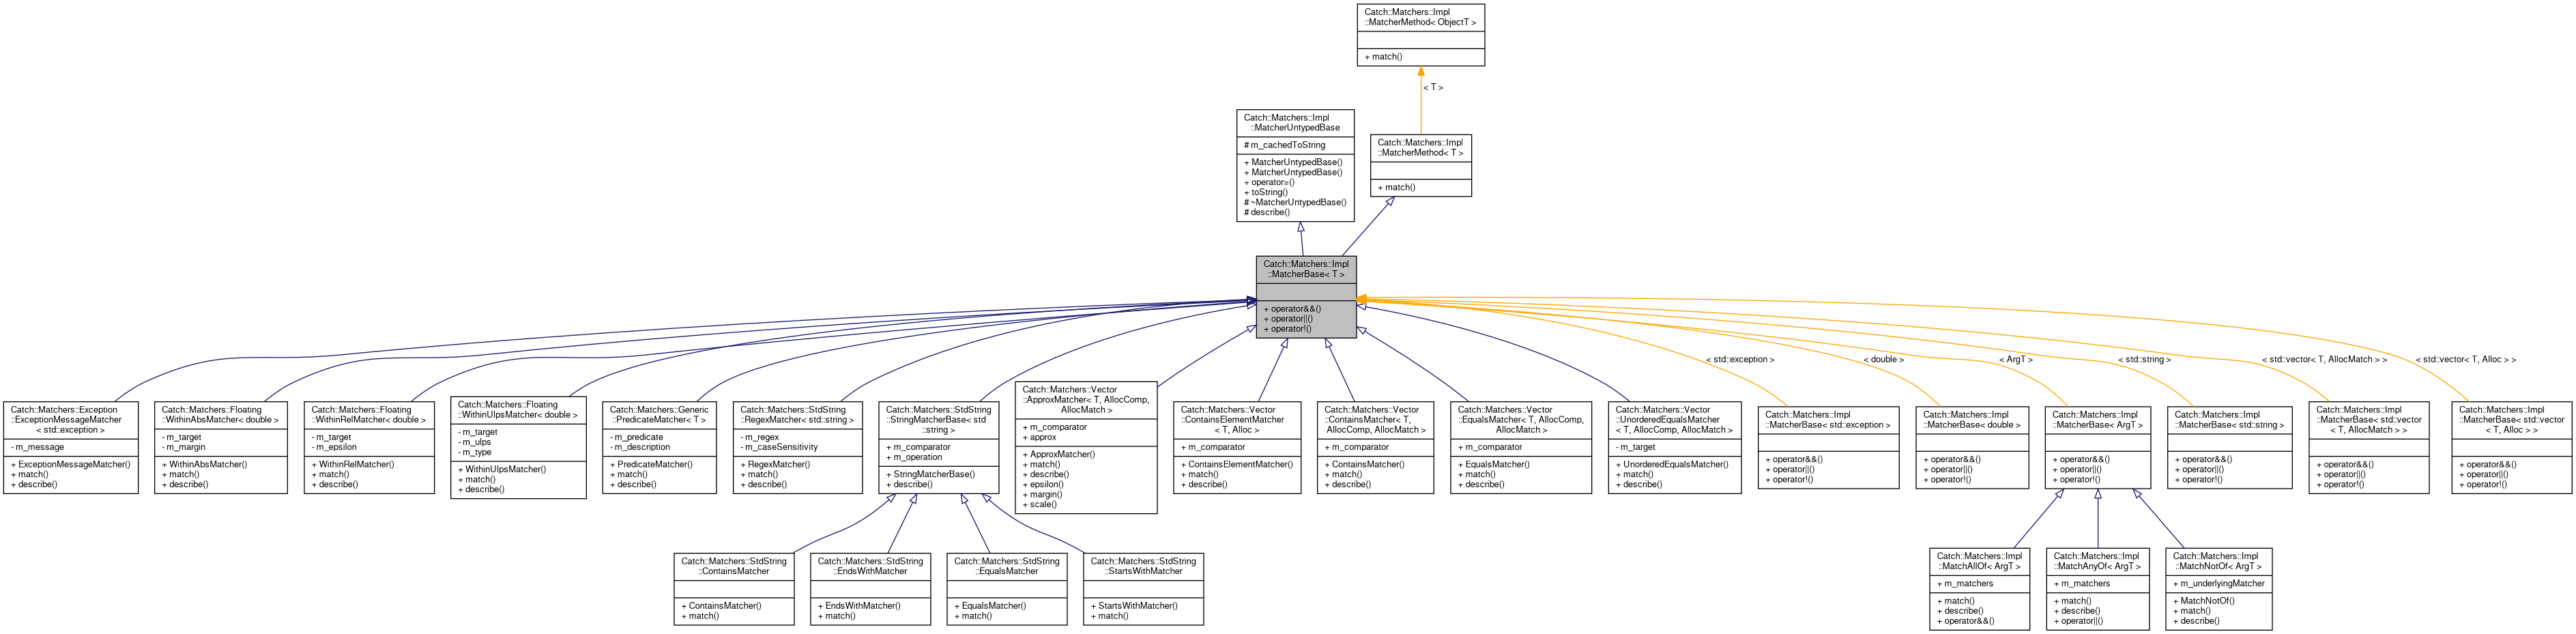 Catch::Matchers::Impl
::MatcherMethod< ObjectT >
+ match()
< T >
Catch::Matchers::Impl
::MatcherUntypedBase
# m_cachedToString
+ MatcherUntypedBase()
+ MatcherUntypedBase()
+ operator=()
+ toString()
# ~MatcherUntypedBase()
# describe()
Catch::Matchers::Impl
::MatcherMethod< T >
+ match()
Catch::Matchers::Impl
::MatcherBase< T >
+ operator&&()
+ operator||()
+ operator!()
< std::exception >
< double >
< ArgT >
< std::string >
< std::vector< T, AllocMatch > >
< std::vector< T, Alloc > >
Catch::Matchers::Exception
::ExceptionMessageMatcher
< std::exception >
- m_message
+ ExceptionMessageMatcher()
+ match()
+ describe()
Catch::Matchers::Floating
::WithinAbsMatcher< double >
- m_target
- m_margin
+ WithinAbsMatcher()
+ match()
+ describe()
Catch::Matchers::Floating
::WithinRelMatcher< double >
- m_target
- m_epsilon
+ WithinRelMatcher()
+ match()
+ describe()
Catch::Matchers::Floating
::WithinUlpsMatcher< double >
- m_target
- m_ulps
- m_type
+ WithinUlpsMatcher()
+ match()
+ describe()
Catch::Matchers::Generic
::PredicateMatcher< T >
- m_predicate
- m_description
+ PredicateMatcher()
+ match()
+ describe()
Catch::Matchers::StdString
::RegexMatcher< std::string >
- m_regex
- m_caseSensitivity
+ RegexMatcher()
+ match()
+ describe()
Catch::Matchers::StdString
::StringMatcherBase< std
::string >
+ m_comparator
+ m_operation
+ StringMatcherBase()
+ describe()
Catch::Matchers::Vector
::ApproxMatcher< T, AllocComp,
AllocMatch >
+ m_comparator
+ approx
+ ApproxMatcher()
+ match()
+ describe()
+ epsilon()
+ margin()
+ scale()
Catch::Matchers::Vector
::ContainsElementMatcher
< T, Alloc >
+ m_comparator
+ ContainsElementMatcher()
+ match()
+ describe()
Catch::Matchers::Vector
::ContainsMatcher< T,
AllocComp, AllocMatch >
+ m_comparator
+ ContainsMatcher()
+ match()
+ describe()
Catch::Matchers::Vector
::EqualsMatcher< T, AllocComp,
AllocMatch >
+ m_comparator
+ EqualsMatcher()
+ match()
+ describe()
Catch::Matchers::Vector
::UnorderedEqualsMatcher
< T, AllocComp, AllocMatch >
- m_target
+ UnorderedEqualsMatcher()
+ match()
+ describe()
Catch::Matchers::Impl
::MatcherBase< std::exception >
+ operator&&()
+ operator||()
+ operator!()
Catch::Matchers::Impl
::MatcherBase< double >
+ operator&&()
+ operator||()
+ operator!()
Catch::Matchers::Impl
::MatcherBase< ArgT >
+ operator&&()
+ operator||()
+ operator!()
Catch::Matchers::Impl
::MatcherBase< std::string >
+ operator&&()
+ operator||()
+ operator!()
Catch::Matchers::Impl
::MatcherBase< std::vector
< T, AllocMatch > >
+ operator&&()
+ operator||()
+ operator!()
Catch::Matchers::Impl
::MatcherBase< std::vector
< T, Alloc > >
+ operator&&()
+ operator||()
+ operator!()
Catch::Matchers::StdString
::ContainsMatcher
+ ContainsMatcher()
+ match()
Catch::Matchers::StdString
::EndsWithMatcher
+ EndsWithMatcher()
+ match()
Catch::Matchers::StdString
::EqualsMatcher
+ EqualsMatcher()
+ match()
Catch::Matchers::StdString
::StartsWithMatcher
+ StartsWithMatcher()
+ match()
Catch::Matchers::Impl
::MatchAllOf< ArgT >
+ m_matchers
+ match()
+ describe()
+ operator&&()
Catch::Matchers::Impl
::MatchAnyOf< ArgT >
+ m_matchers
+ match()
+ describe()
+ operator||()
Catch::Matchers::Impl
::MatchNotOf< ArgT >
+ m_underlyingMatcher
+ MatchNotOf()
+ match()
+ describe()